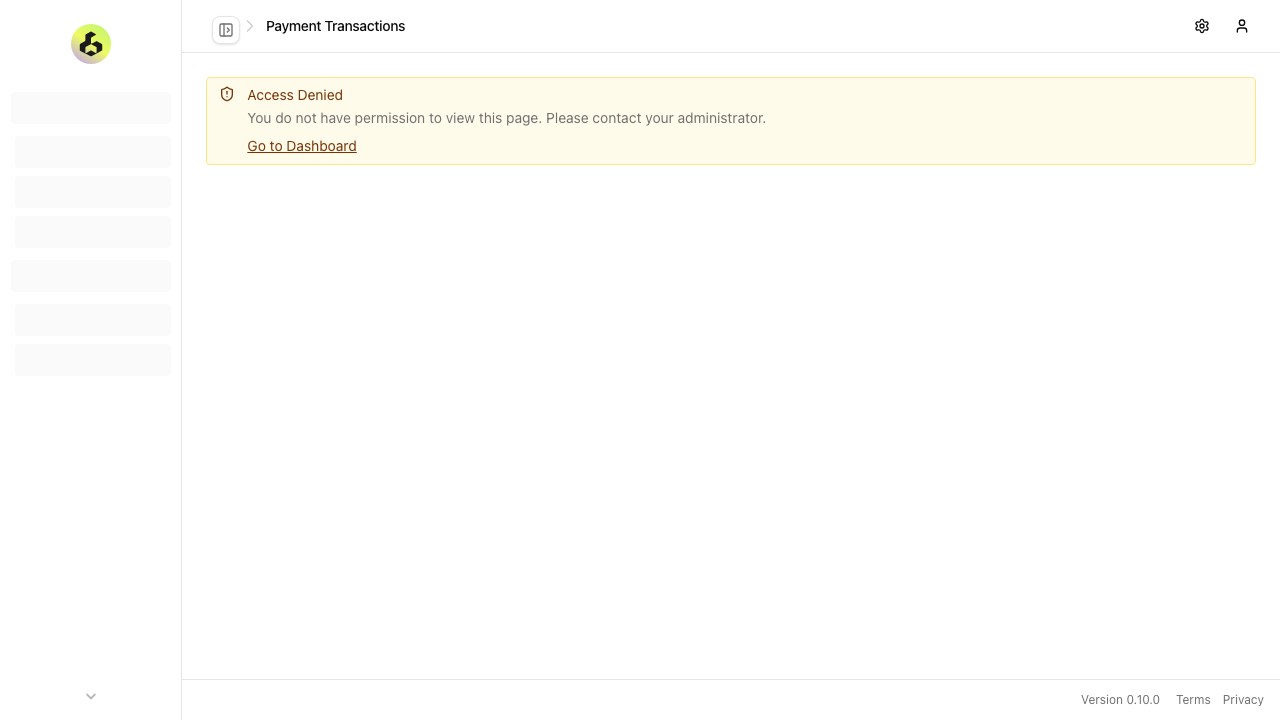 Payment Transactions
Access Denied
You do not have permission to view this page. Please contact your administrator.
Go to Dashboard
Version 0.10.0 Terms Privacy